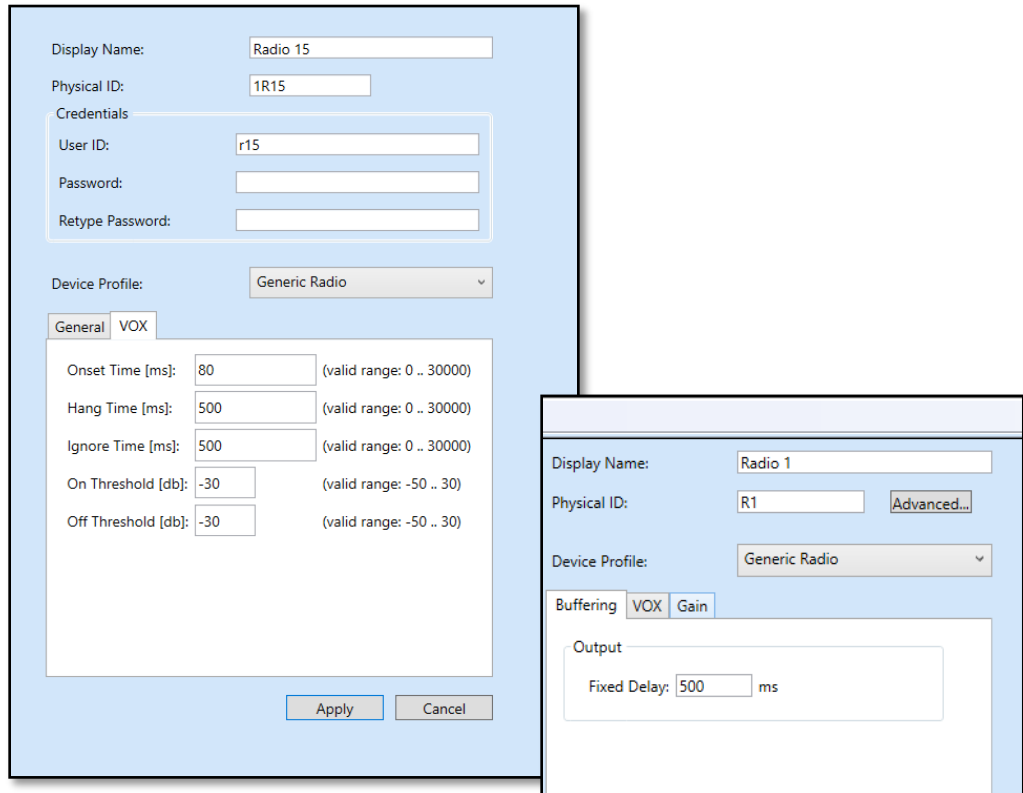 Display Name: Radio 15
Physical ID: 1R15
Credentials
User ID: r15
Password:
Retype Password:
Device Profile: Generic Radio
General VOX
Onset Time [ms]: 80 (valid range: 0 .. 30000)
Hang Time [ms]: 500 (valid range: 0 .. 30000)
Ignore Time [ms]: 500 (valid range: 0 .. 30000)
On Threshold [db]: -30 (valid range: -50 .. 30)
Off Threshold [db]: -30 (valid range: -50 .. 30)
Apply Cancel
Display Name: Radio 1
Physical ID: R1 Advanced...
Device Profile: Generic Radio
Buffering VOX Gain
Output
Fixed Delay: 500 ms